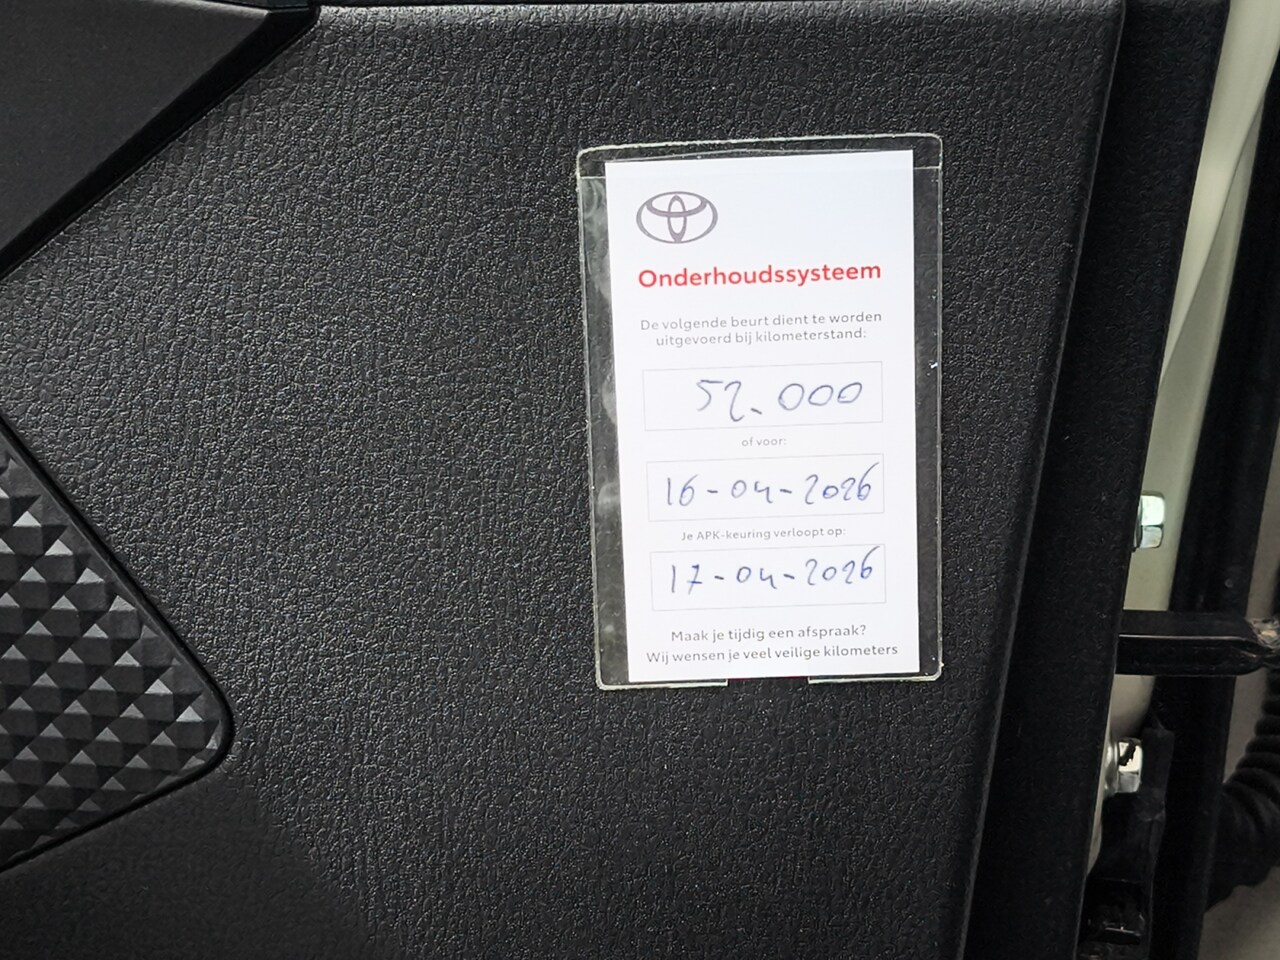 Onderhoudssysteem
De volgende beurt dient te worden
uitgevoerd bij kilometerstand:
52.000
of voor:
16-04-2026
Je APK-keuring verloopt op:
17-04-2026
Maak je tijdig een afspraak?
Wij wensen je veel veilige kilometers